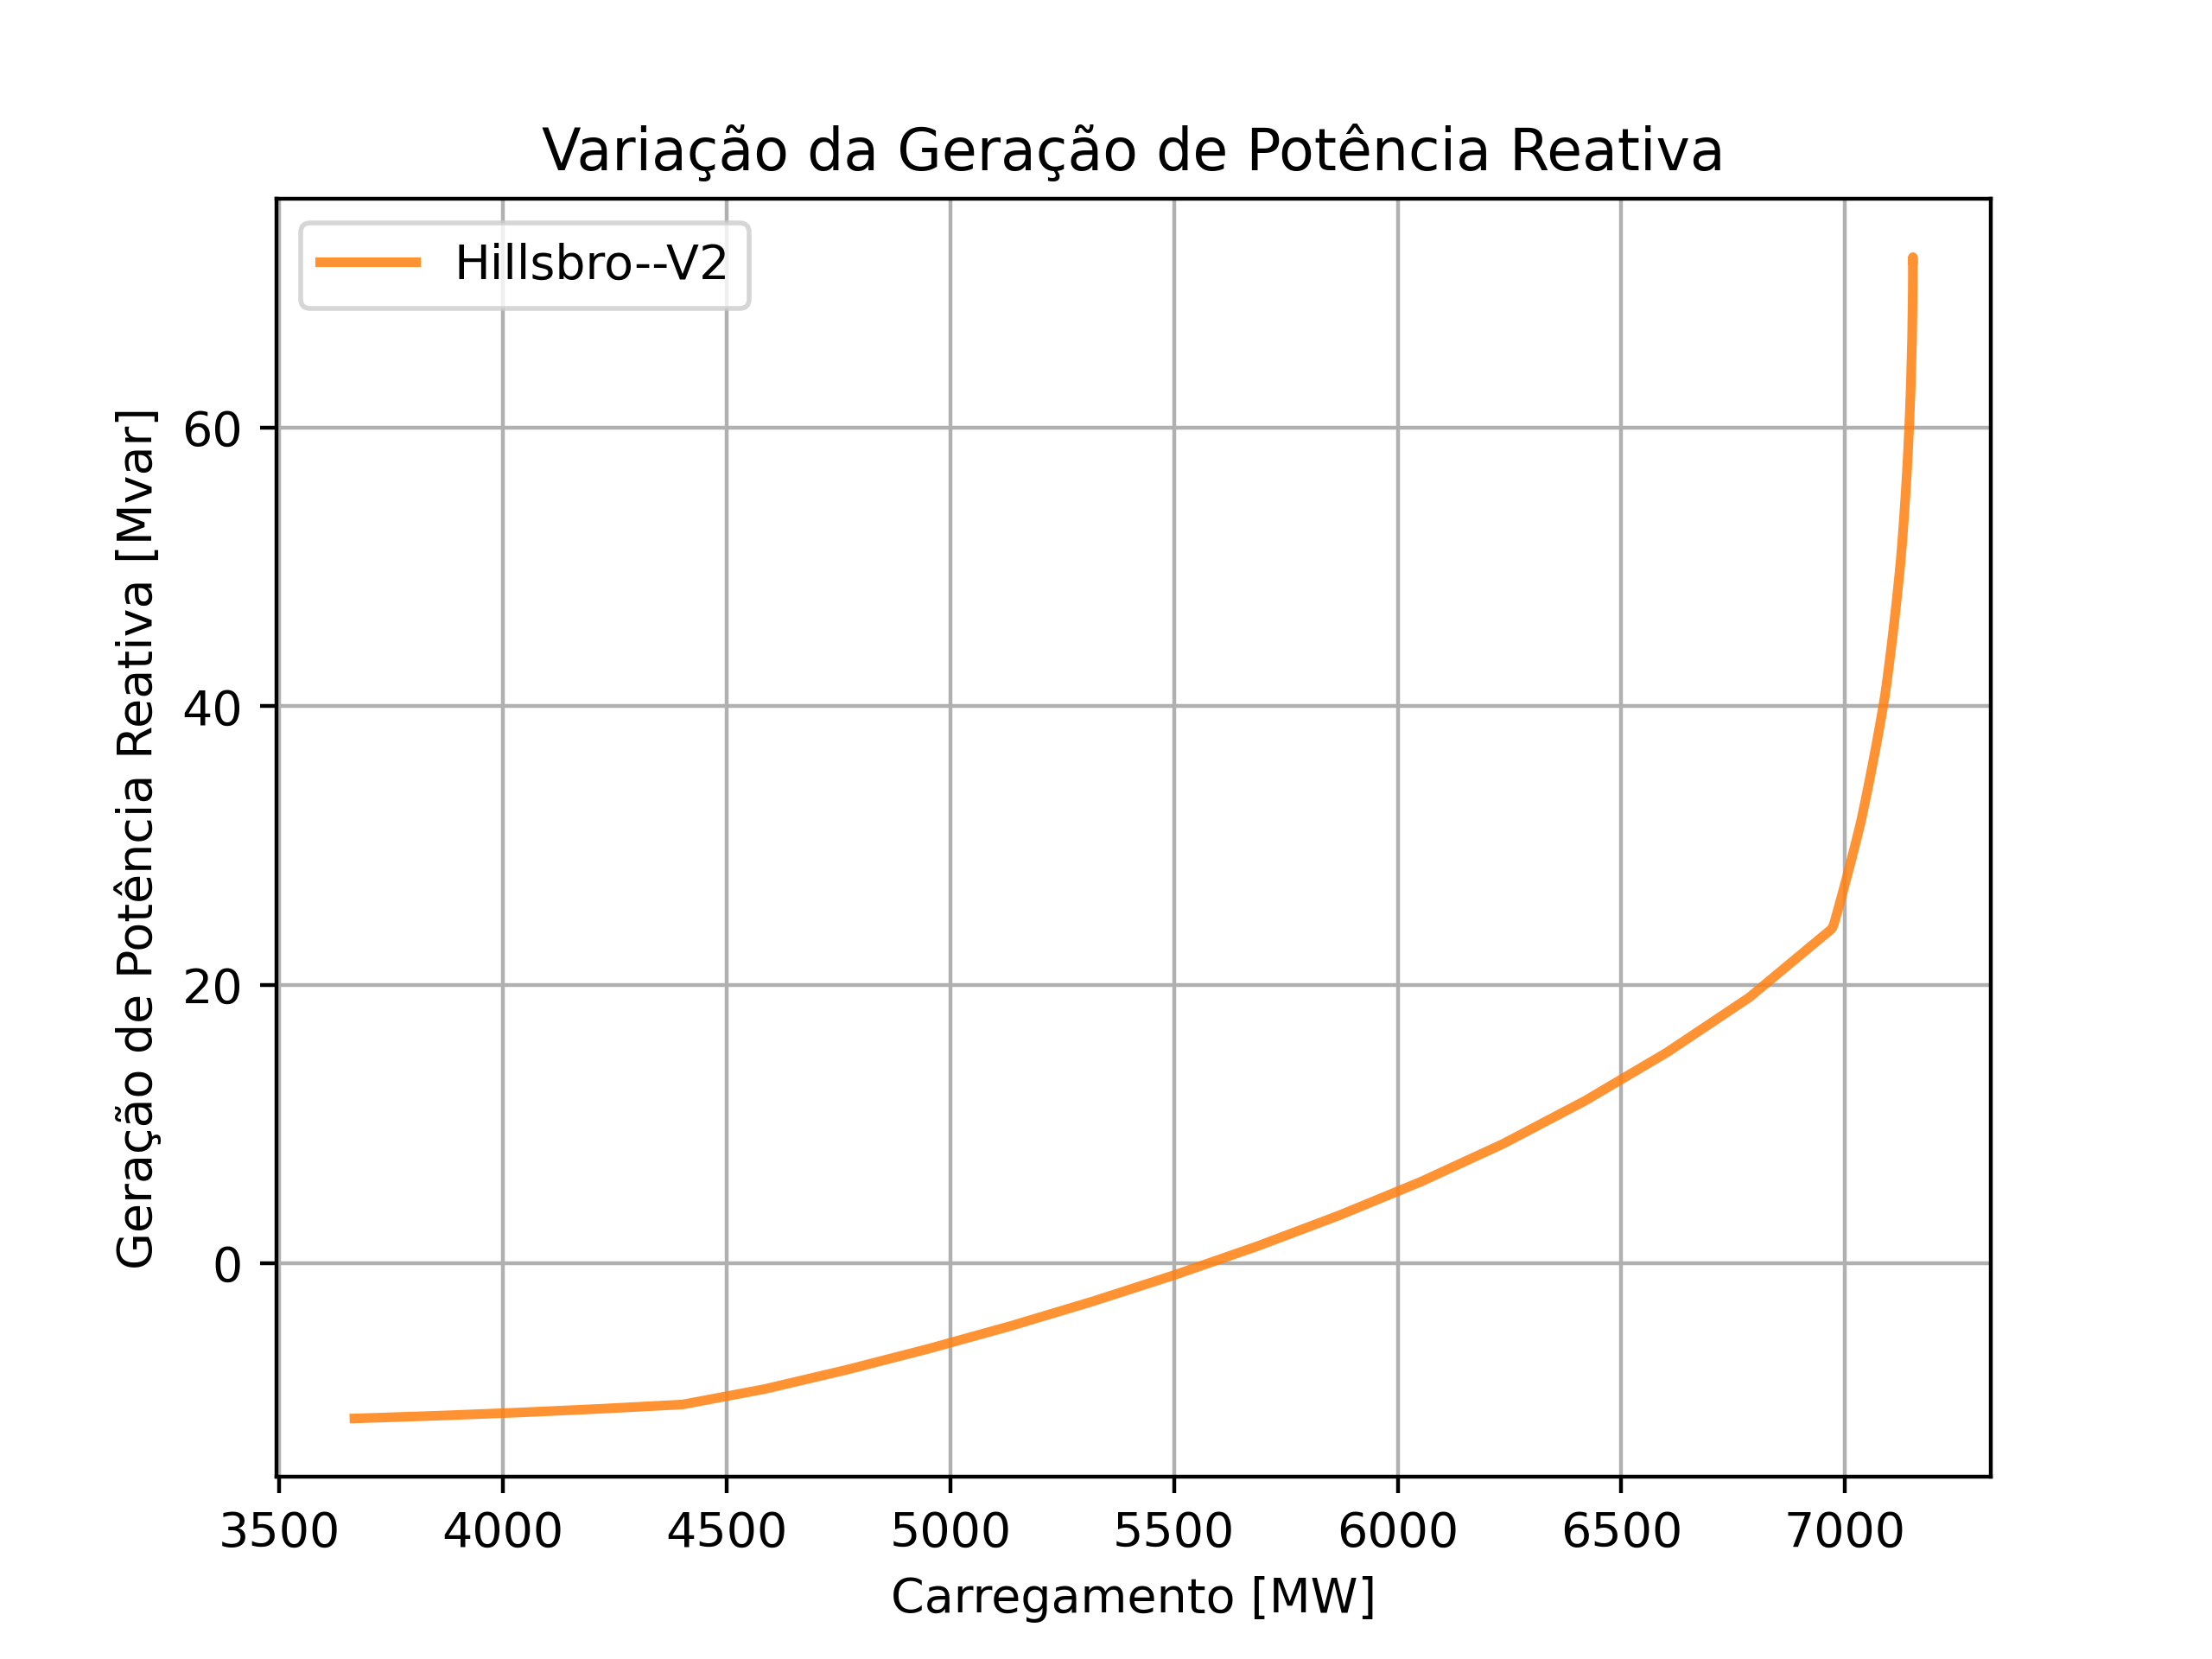 Variação da Geração de Potência Reativa
Hillsbro--V2
Geração de Potência Reativa [Mvar]
60
40
20
0
3500 4000 4500 5000 5500 6000 6500 7000
Carregamento [MW]